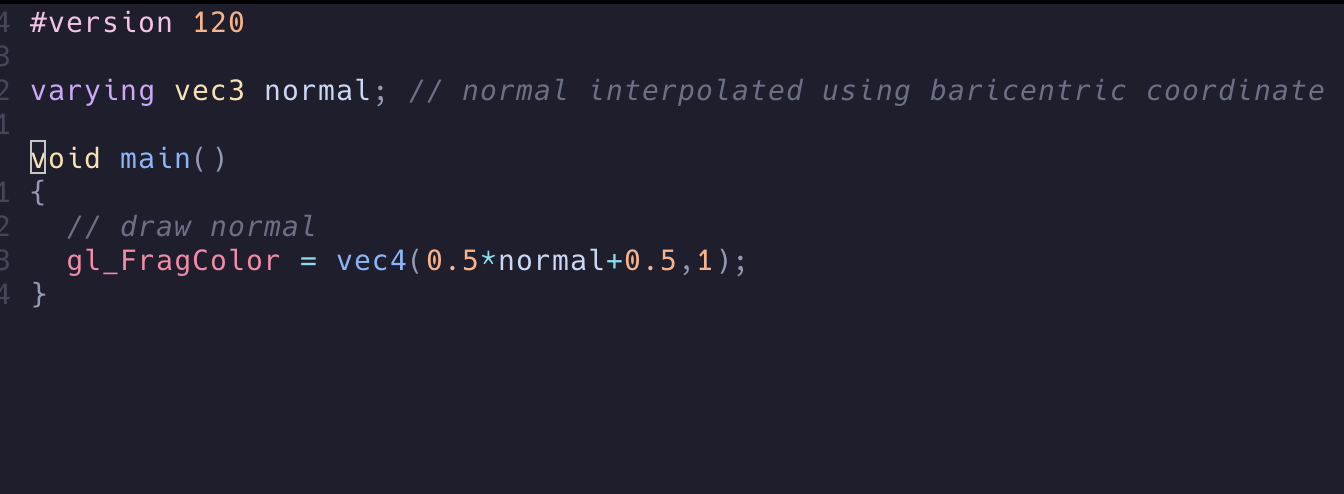 4 #version 120
3
2 varying vec3 normal; // normal interpolated using baricentric coordinate
1
void main()
1 {
2   // draw normal
3   gl_FragColor = vec4(0.5*normal+0.5,1);
4 }